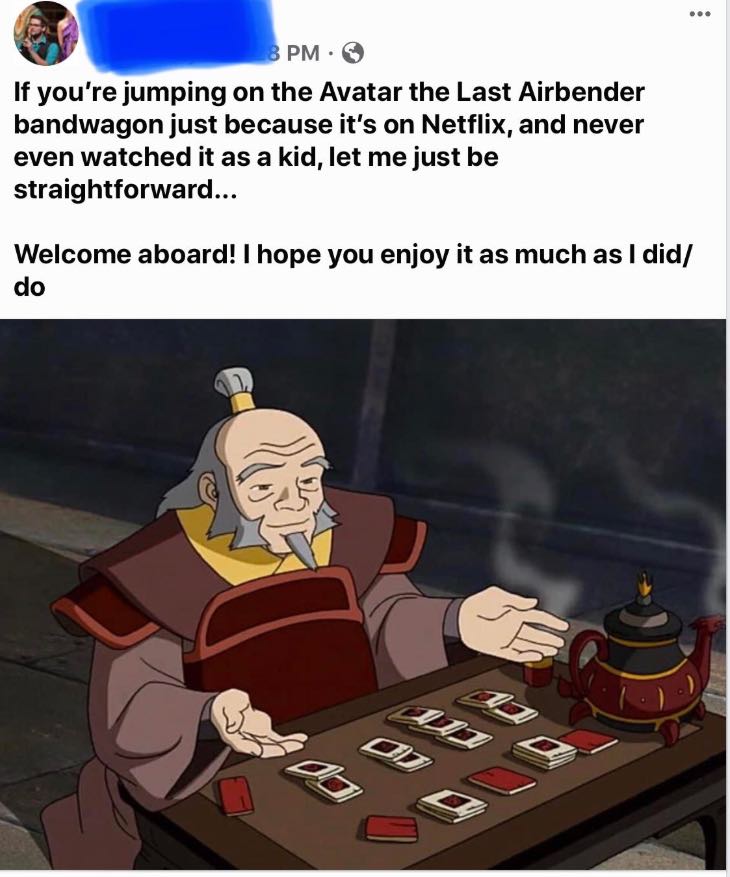 8 PM ·
If you’re jumping on the Avatar the Last Airbender
bandwagon just because it’s on Netflix, and never
even watched it as a kid, let me just be
straightforward...
Welcome aboard! I hope you enjoy it as much as I did/
do